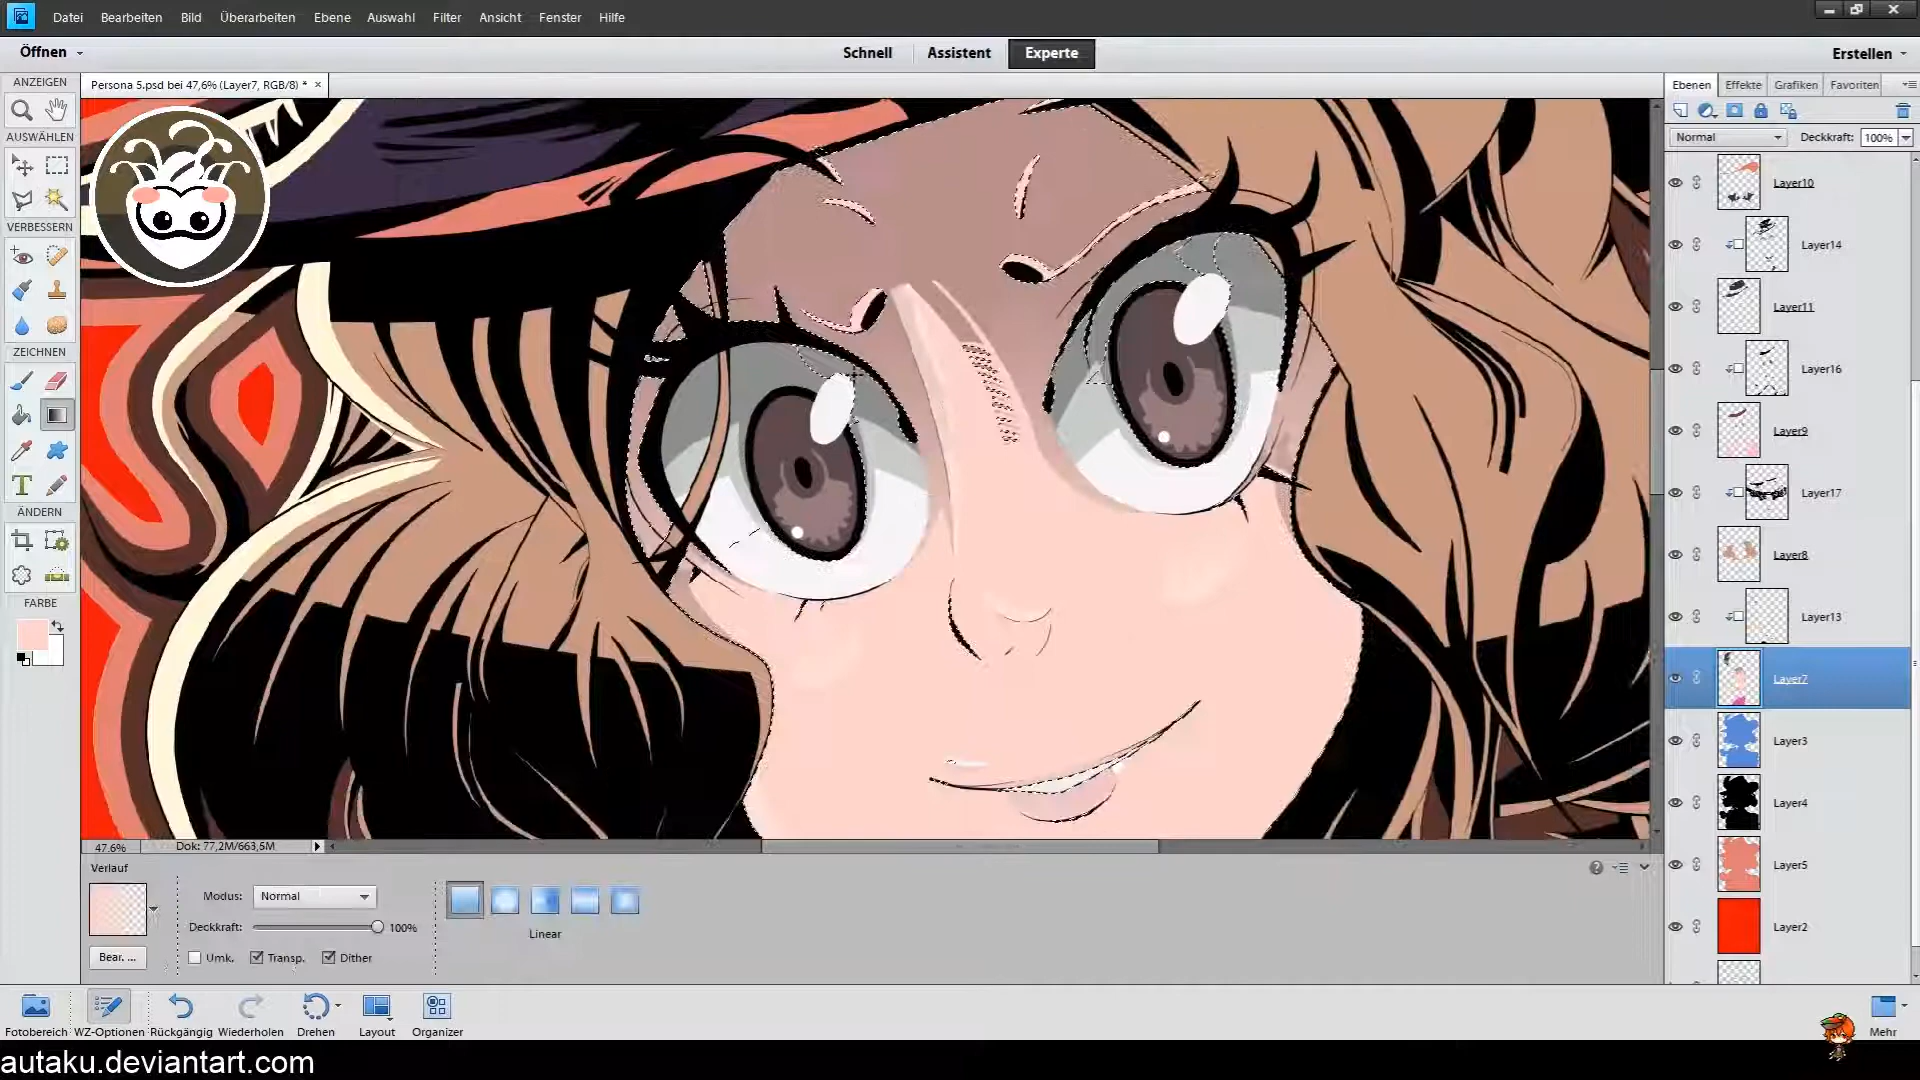 Datei Bearbeiten Bild Überarbeiten Ebene Auswahl Filter Ansicht Fenster Hilfe
Öffnen Schnell Assistent Experte Erstellen
ANZEIGEN
Persona 5.psd bei 47,6% (Layer7, RGB/8) * ×
Ebenen Effekte Grafiken Favoriten
Normal Deckkraft: 100%
AUSWÄHLEN
VERBESSERN
ZEICHNEN
T
ÄNDERN
FARBE
Layer10
Layer14
Layer11
Layer16
Layer9
Layer17
Layer8
Layer13
Layer7
Layer3
Layer4
Layer5
Layer2
47.6% Dok: 77,2M/663,5M
Verlauf
Modus: Normal
Deckkraft: 100%
Linear
Bear. ... Umk. Transp. Dither
Fotobereich WZ-Optionen Rückgängig Wiederholen Drehen Layout Organizer Mehr
autaku.deviantart.com